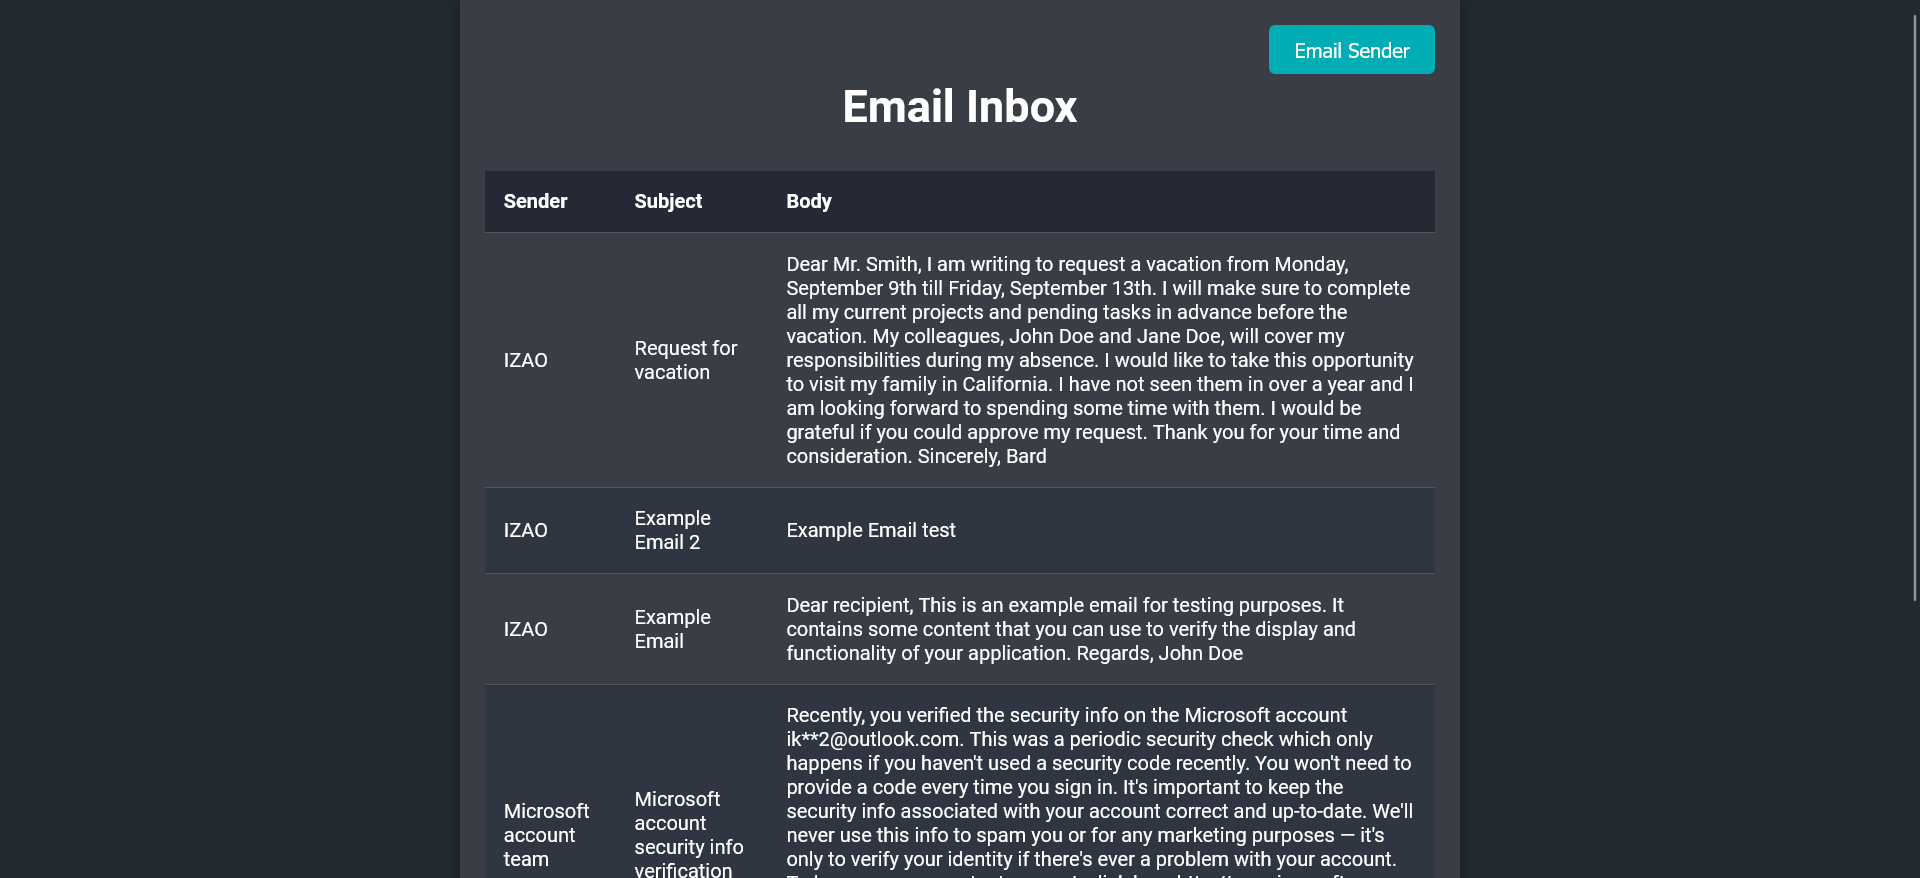 Email Sender
Email Inbox
Sender Subject Body
IZAO
Request for
vacation
Dear Mr. Smith, I am writing to request a vacation from Monday,
September 9th till Friday, September 13th. I will make sure to complete
all my current projects and pending tasks in advance before the
vacation. My colleagues, John Doe and Jane Doe, will cover my
responsibilities during my absence. I would like to take this opportunity
to visit my family in California. I have not seen them in over a year and I
am looking forward to spending some time with them. I would be
grateful if you could approve my request. Thank you for your time and
consideration. Sincerely, Bard
IZAO
Example
Email 2
Example Email test
IZAO
Example
Email
Dear recipient, This is an example email for testing purposes. It
contains some content that you can use to verify the display and
functionality of your application. Regards, John Doe
Microsoft
account
team
Microsoft
account
security info
verification
Recently, you verified the security info on the Microsoft account
ik**2@outlook.com. This was a periodic security check which only
happens if you haven't used a security code recently. You won't need to
provide a code every time you sign in. It's important to keep the
security info associated with your account correct and up-to-date. We'll
never use this info to spam you or for any marketing purposes — it's
only to verify your identity if there's ever a problem with your account.